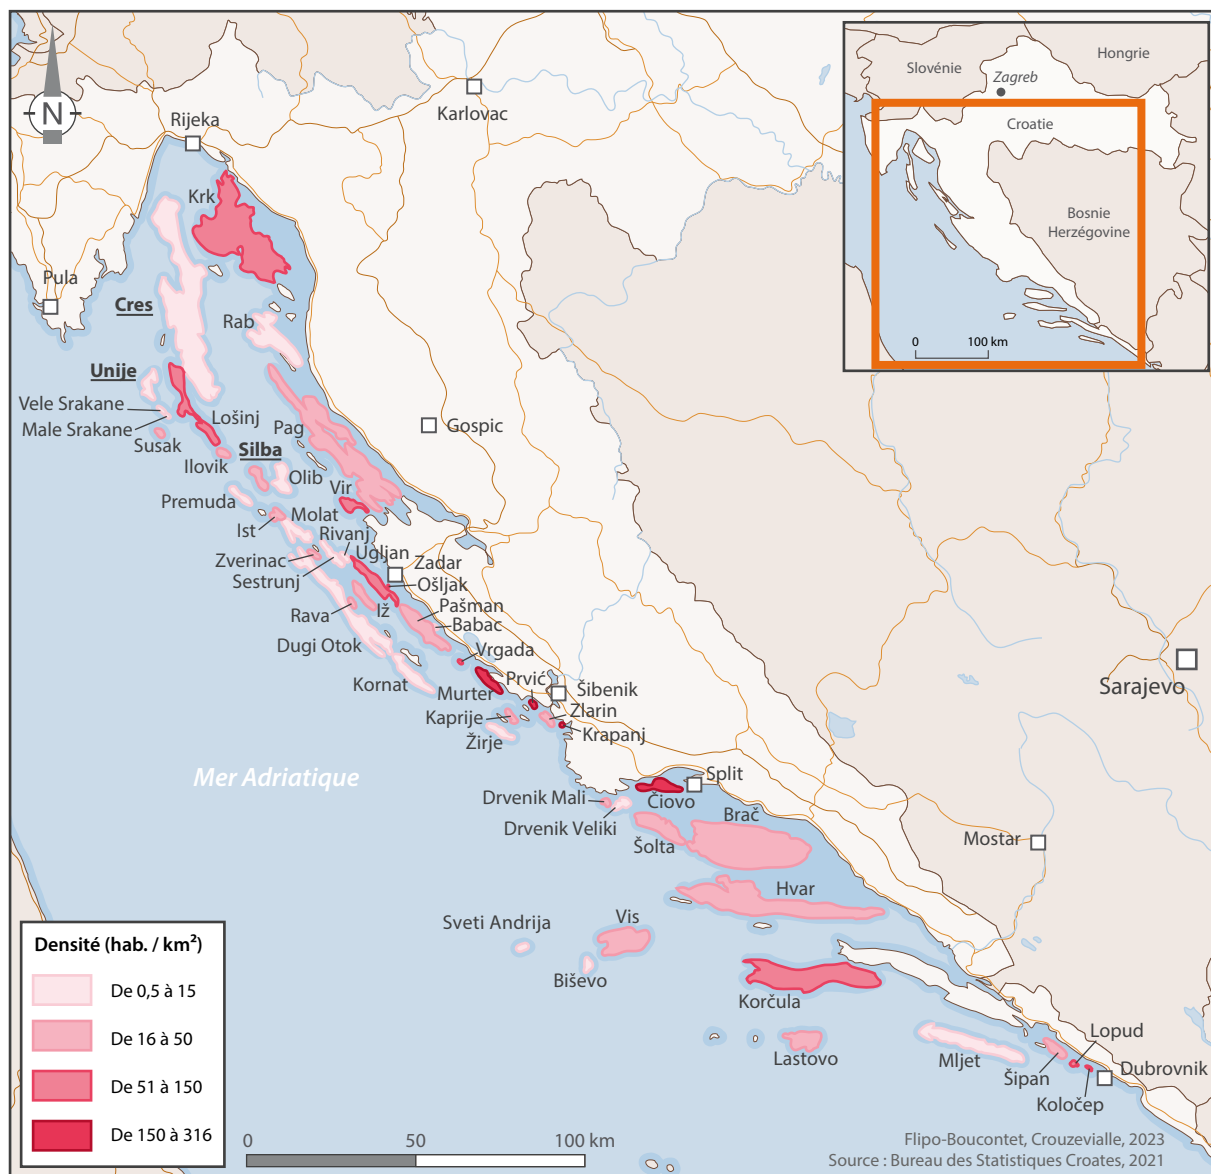 Slovénie
Hongrie
Zagreb
Croatie
Bosnie
Herzégovine
0
100 km
N
Rijeka
Karlovac
Krk
Pula
Cres
Rab
Unije
Vele Srakane
Male Srakane
Lošinj
Pag
Gospic
Susak
Ilovik
Silba
Olib
Vir
Premuda
Molat
Ist
Rivanj
Zverinac
Ugljan
Sestrunj
Zadar
Ošljak
Iž
Pašman
Rava
Babac
Dugi Otok
Vrgada
Kornat
Prvić
Murter
Šibenik
Kaprije
Zlarin
Žirje
Krapanj
Sarajevo
Mer Adriatique
Split
Drvenik Mali
Čiovo
Drvenik Veliki
Brač
Šolta
Mostar
Hvar
Sveti Andrija
Vis
Biševo
Korčula
Lastovo
Mljet
Lopud
Šipan
Dubrovnik
Koločep
Densité (hab. / km²)
De 0,5 à 15
De 16 à 50
De 51 à 150
De 150 à 316
0
50
100 km
Flipo-Boucontet, Crouzevialle, 2023
Source : Bureau des Statistiques Croates, 2021